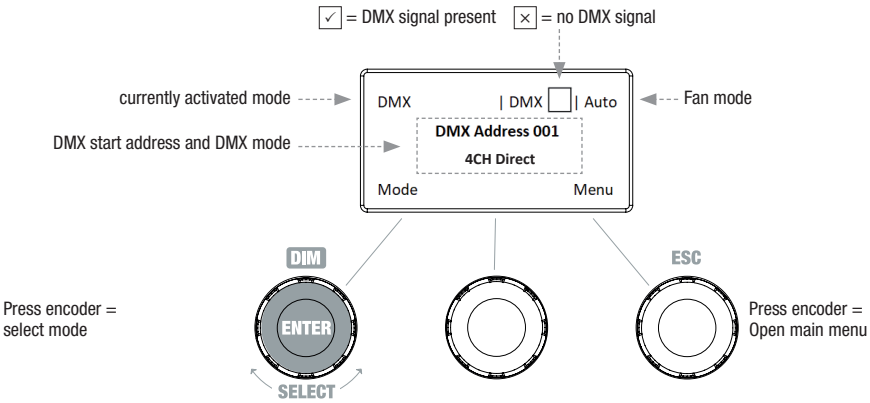 ✓ = DMX signal present   × = no DMX signal
currently activated mode
DMX | DMX | Auto
Fan mode
DMX start address and DMX mode
DMX Address 001
4CH Direct
Mode Menu
DIM
ESC
Press encoder =
select mode
ENTER
SELECT
Press encoder =
Open main menu